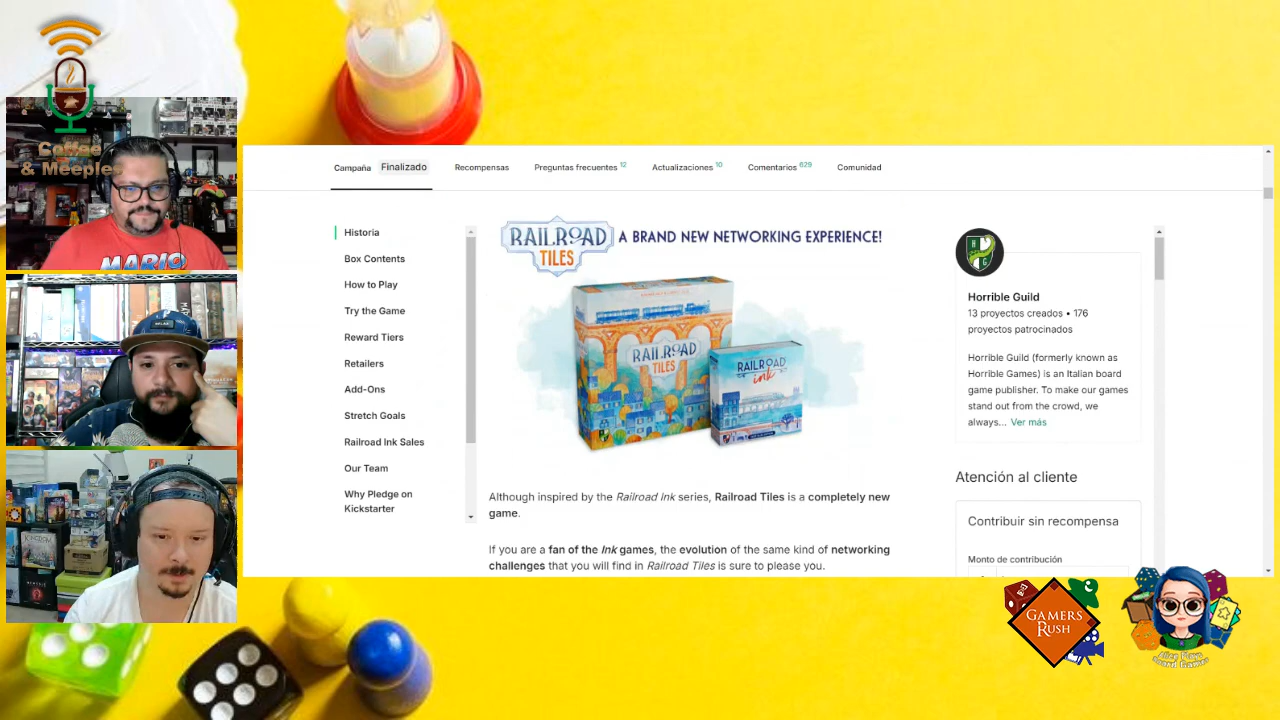 Coffee
& Meeples
MARIO
RELAX
KINGDOM
Campaña Finalizado Recompensas Preguntas frecuentes 12 Actualizaciones 10 Comentarios 629 Comunidad
Historia
Box Contents
How to Play
Try the Game
Reward Tiers
Retailers
Add-Ons
Stretch Goals
Railroad Ink Sales
Our Team
Why Pledge on
Kickstarter
RAILROAD
TILES
A BRAND NEW NETWORKING EXPERIENCE!
RAILROAD
TILES
RAILROAD
ink
Although inspired by the Railroad Ink series, Railroad Tiles is a completely new
game.
If you are a fan of the Ink games, the evolution of the same kind of networking
challenges that you will find in Railroad Tiles is sure to please you.
HG
Horrible Guild
13 proyectos creados • 176
proyectos patrocinados
Horrible Guild (formerly known as
Horrible Games) is an Italian board
game publisher. To make our games
stand out from the crowd, we
always... Ver más
Atención al cliente
Contribuir sin recompensa
Monto de contribución
GAMERS
RUSH
Board Games